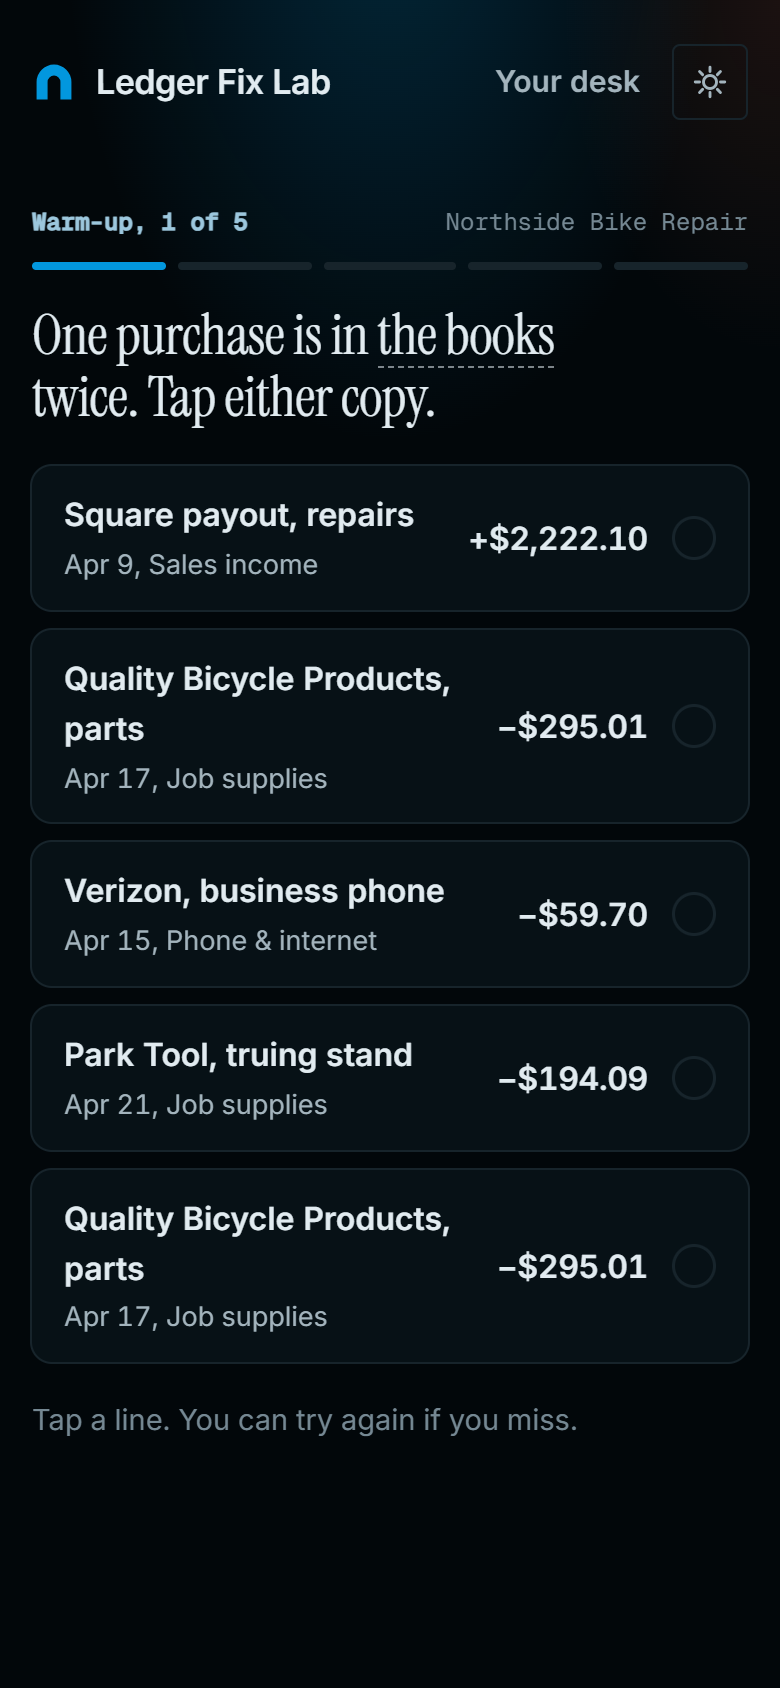 Ledger Fix Lab
Your desk
Warm-up, 1 of 5
Northside Bike Repair
One purchase is in the books
twice. Tap either copy.
Square payout, repairs
Apr 9, Sales income
+$2,222.10
Quality Bicycle Products,
parts
Apr 17, Job supplies
−$295.01
Verizon, business phone
Apr 15, Phone & internet
−$59.70
Park Tool, truing stand
Apr 21, Job supplies
−$194.09
Quality Bicycle Products,
parts
Apr 17, Job supplies
−$295.01
Tap a line. You can try again if you miss.